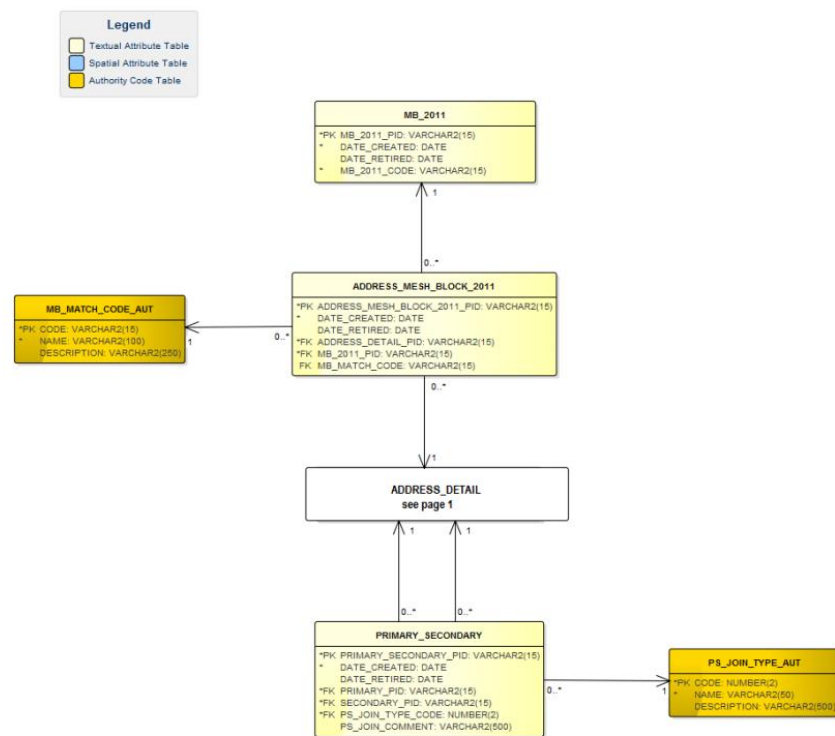 Legend
Textual Attribute Table
Spatial Attribute Table
Authority Code Table
MB_2011
*PK MB_2011_PID: VARCHAR2(15)
* DATE_CREATED: DATE
DATE_RETIRED: DATE
* MB_2011_CODE: VARCHAR2(15)
1
0..*
ADDRESS_MESH_BLOCK_2011
*PK ADDRESS_MESH_BLOCK_2011_PID: VARCHAR2(15)
* DATE_CREATED: DATE
DATE_RETIRED: DATE
*FK ADDRESS_DETAIL_PID: VARCHAR2(15)
*FK MB_2011_PID: VARCHAR2(15)
FK MB_MATCH_CODE: VARCHAR2(15)
MB_MATCH_CODE_AUT
*PK CODE: VARCHAR2(15)
* NAME: VARCHAR2(100)
DESCRIPTION: VARCHAR2(250)
1
0..*
0..*
1
ADDRESS_DETAIL
see page 1
1
1
0..*
0..*
PRIMARY_SECONDARY
*PK PRIMARY_SECONDARY_PID: VARCHAR2(15)
* DATE_CREATED: DATE
DATE_RETIRED: DATE
*FK PRIMARY_PID: VARCHAR2(15)
*FK SECONDARY_PID: VARCHAR2(15)
*FK PS_JOIN_TYPE_CODE: NUMBER(2)
PS_JOIN_COMMENT: VARCHAR2(500)
0..*
1
PS_JOIN_TYPE_AUT
*PK CODE: NUMBER(2)
* NAME: VARCHAR2(50)
DESCRIPTION: VARCHAR2(500)